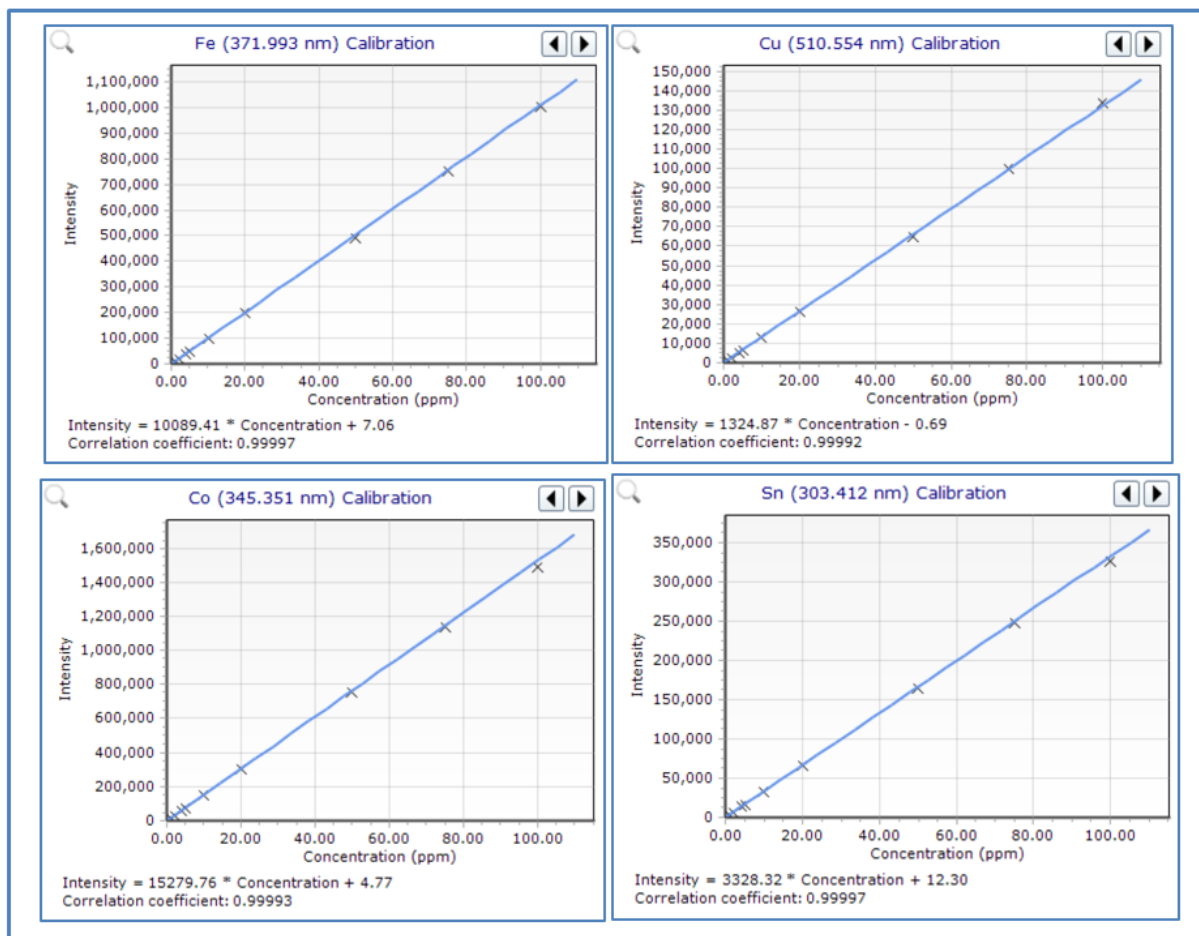 Fe (371.993 nm) Calibration
1,100,000
1,000,000
900,000
800,000
700,000
600,000
500,000
400,000
300,000
200,000
100,000
0
Intensity
0.00 20.00 40.00 60.00 80.00 100.00
Concentration (ppm)
Intensity = 10089.41 * Concentration + 7.06
Correlation coefficient: 0.99997
Cu (510.554 nm) Calibration
150,000
140,000
130,000
120,000
110,000
100,000
90,000
80,000
70,000
60,000
50,000
40,000
30,000
20,000
10,000
0
Intensity
0.00 20.00 40.00 60.00 80.00 100.00
Concentration (ppm)
Intensity = 1324.87 * Concentration - 0.69
Correlation coefficient: 0.99992
Co (345.351 nm) Calibration
1,600,000
1,400,000
1,200,000
1,000,000
800,000
600,000
400,000
200,000
0
Intensity
0.00 20.00 40.00 60.00 80.00 100.00
Concentration (ppm)
Intensity = 15279.76 * Concentration + 4.77
Correlation coefficient: 0.99993
Sn (303.412 nm) Calibration
350,000
300,000
250,000
200,000
150,000
100,000
50,000
0
Intensity
0.00 20.00 40.00 60.00 80.00 100.00
Concentration (ppm)
Intensity = 3328.32 * Concentration + 12.30
Correlation coefficient: 0.99997